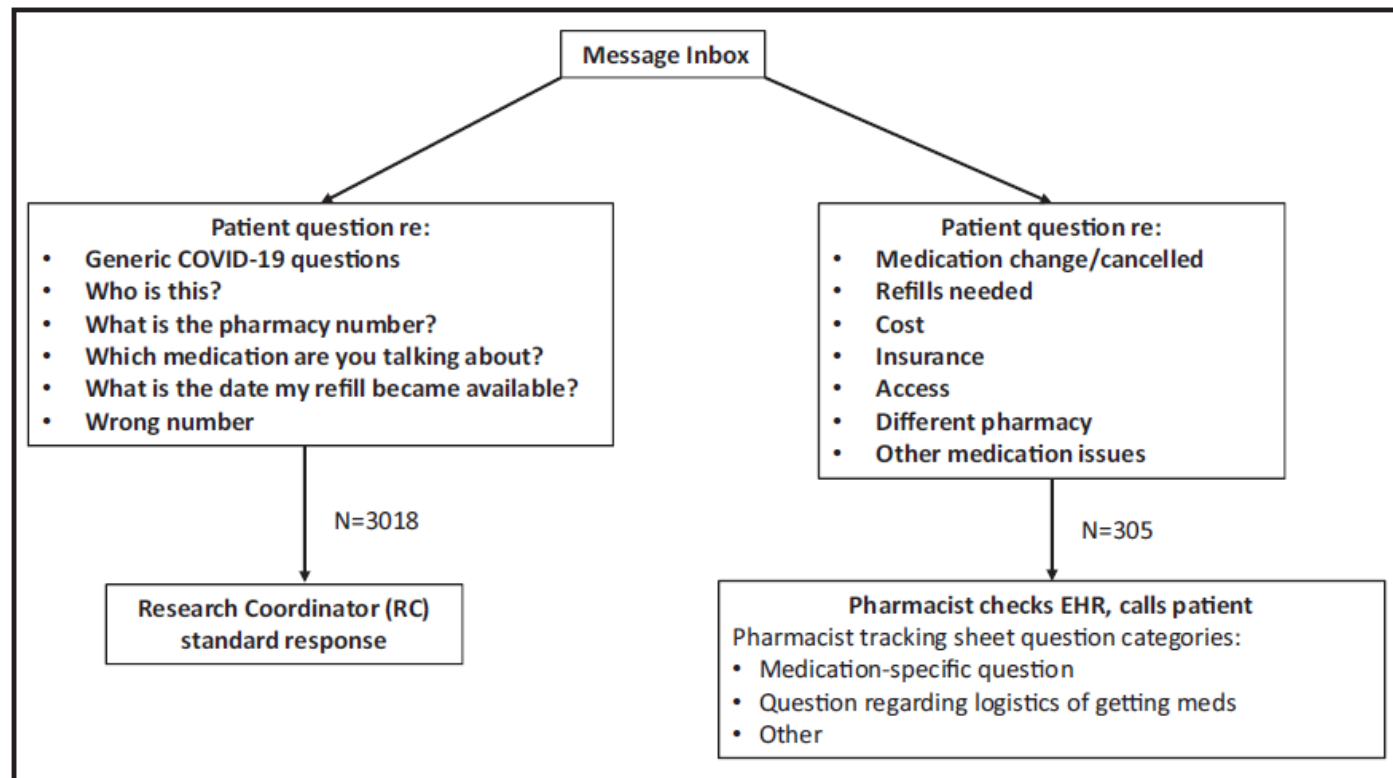 Message Inbox
Patient question re:
• Generic COVID-19 questions
• Who is this?
• What is the pharmacy number?
• Which medication are you talking about?
• What is the date my refill became available?
• Wrong number
N=3018
Research Coordinator (RC)
standard response
Patient question re:
• Medication change/cancelled
• Refills needed
• Cost
• Insurance
• Access
• Different pharmacy
• Other medication issues
N=305
Pharmacist checks EHR, calls patient
Pharmacist tracking sheet question categories:
• Medication-specific question
• Question regarding logistics of getting meds
• Other